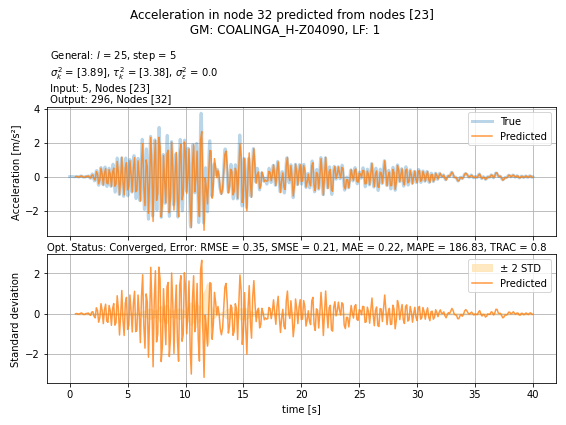 Acceleration in node 32 predicted from nodes [23]
GM: COALINGA_H-Z04090, LF: 1
General: l = 25, step = 5
σ²ₖ = [3.89], τ²ₖ = [3.38], σ²ε = 0.0
Input: 5, Nodes [23]
Output: 296, Nodes [32]
Acceleration [m/s²]
4
2
0
−2
True
Predicted
Opt. Status: Converged, Error: RMSE = 0.35, SMSE = 0.21, MAE = 0.22, MAPE = 186.83, TRAC = 0.8
Standard deviation
2
0
−2
± 2 STD
Predicted
0 5 10 15 20 25 30 35 40
time [s]